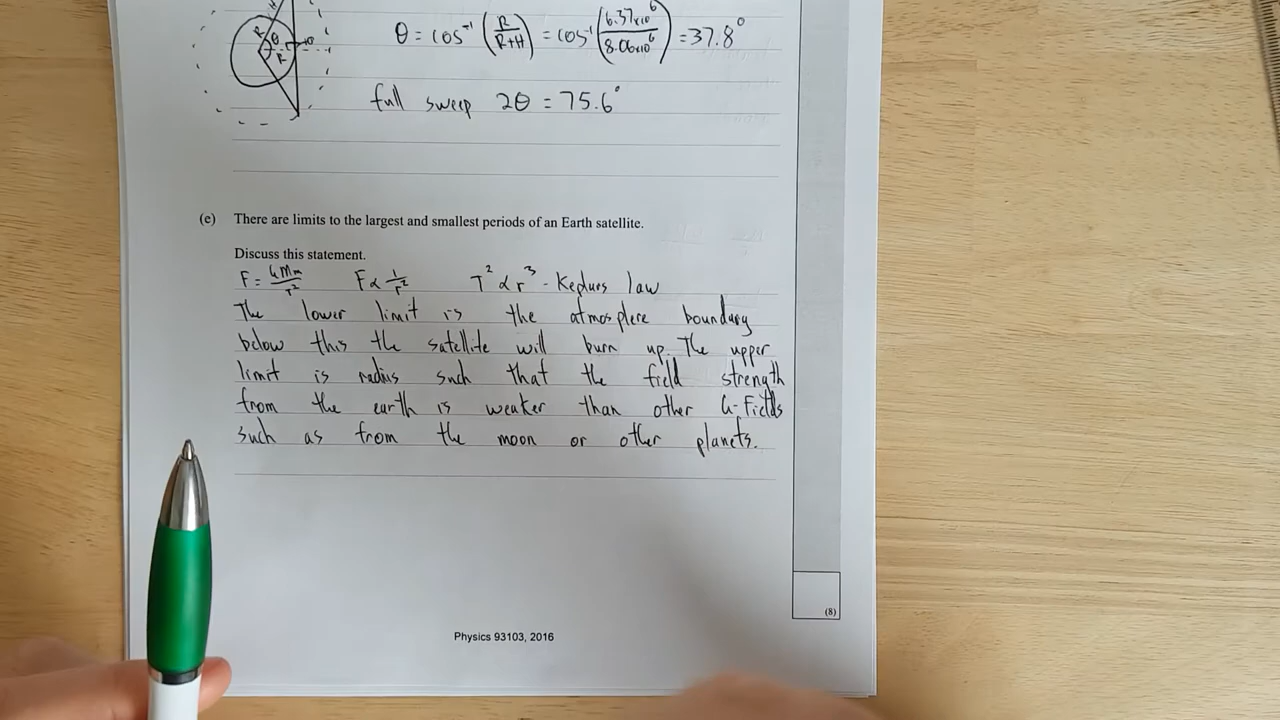 θ = cos⁻¹ (R/R+H) = cos⁻¹ (6.37x10⁶/8.06x10⁶) = 37.8°
full sweep 2θ = 75.6°
(e) There are limits to the largest and smallest periods of an Earth satellite.
Discuss this statement.
F = GMm/r² F ∝ 1/r² T² ∝ r³ - Keplers law
The lower limit is the atmosplere boundary
below this the satellite will burn up. The upper
limit is radius such that the field strength
from the earth is weaker than other G-Fields
such as from the moon or other planets.
(8)
Physics 93103, 2016